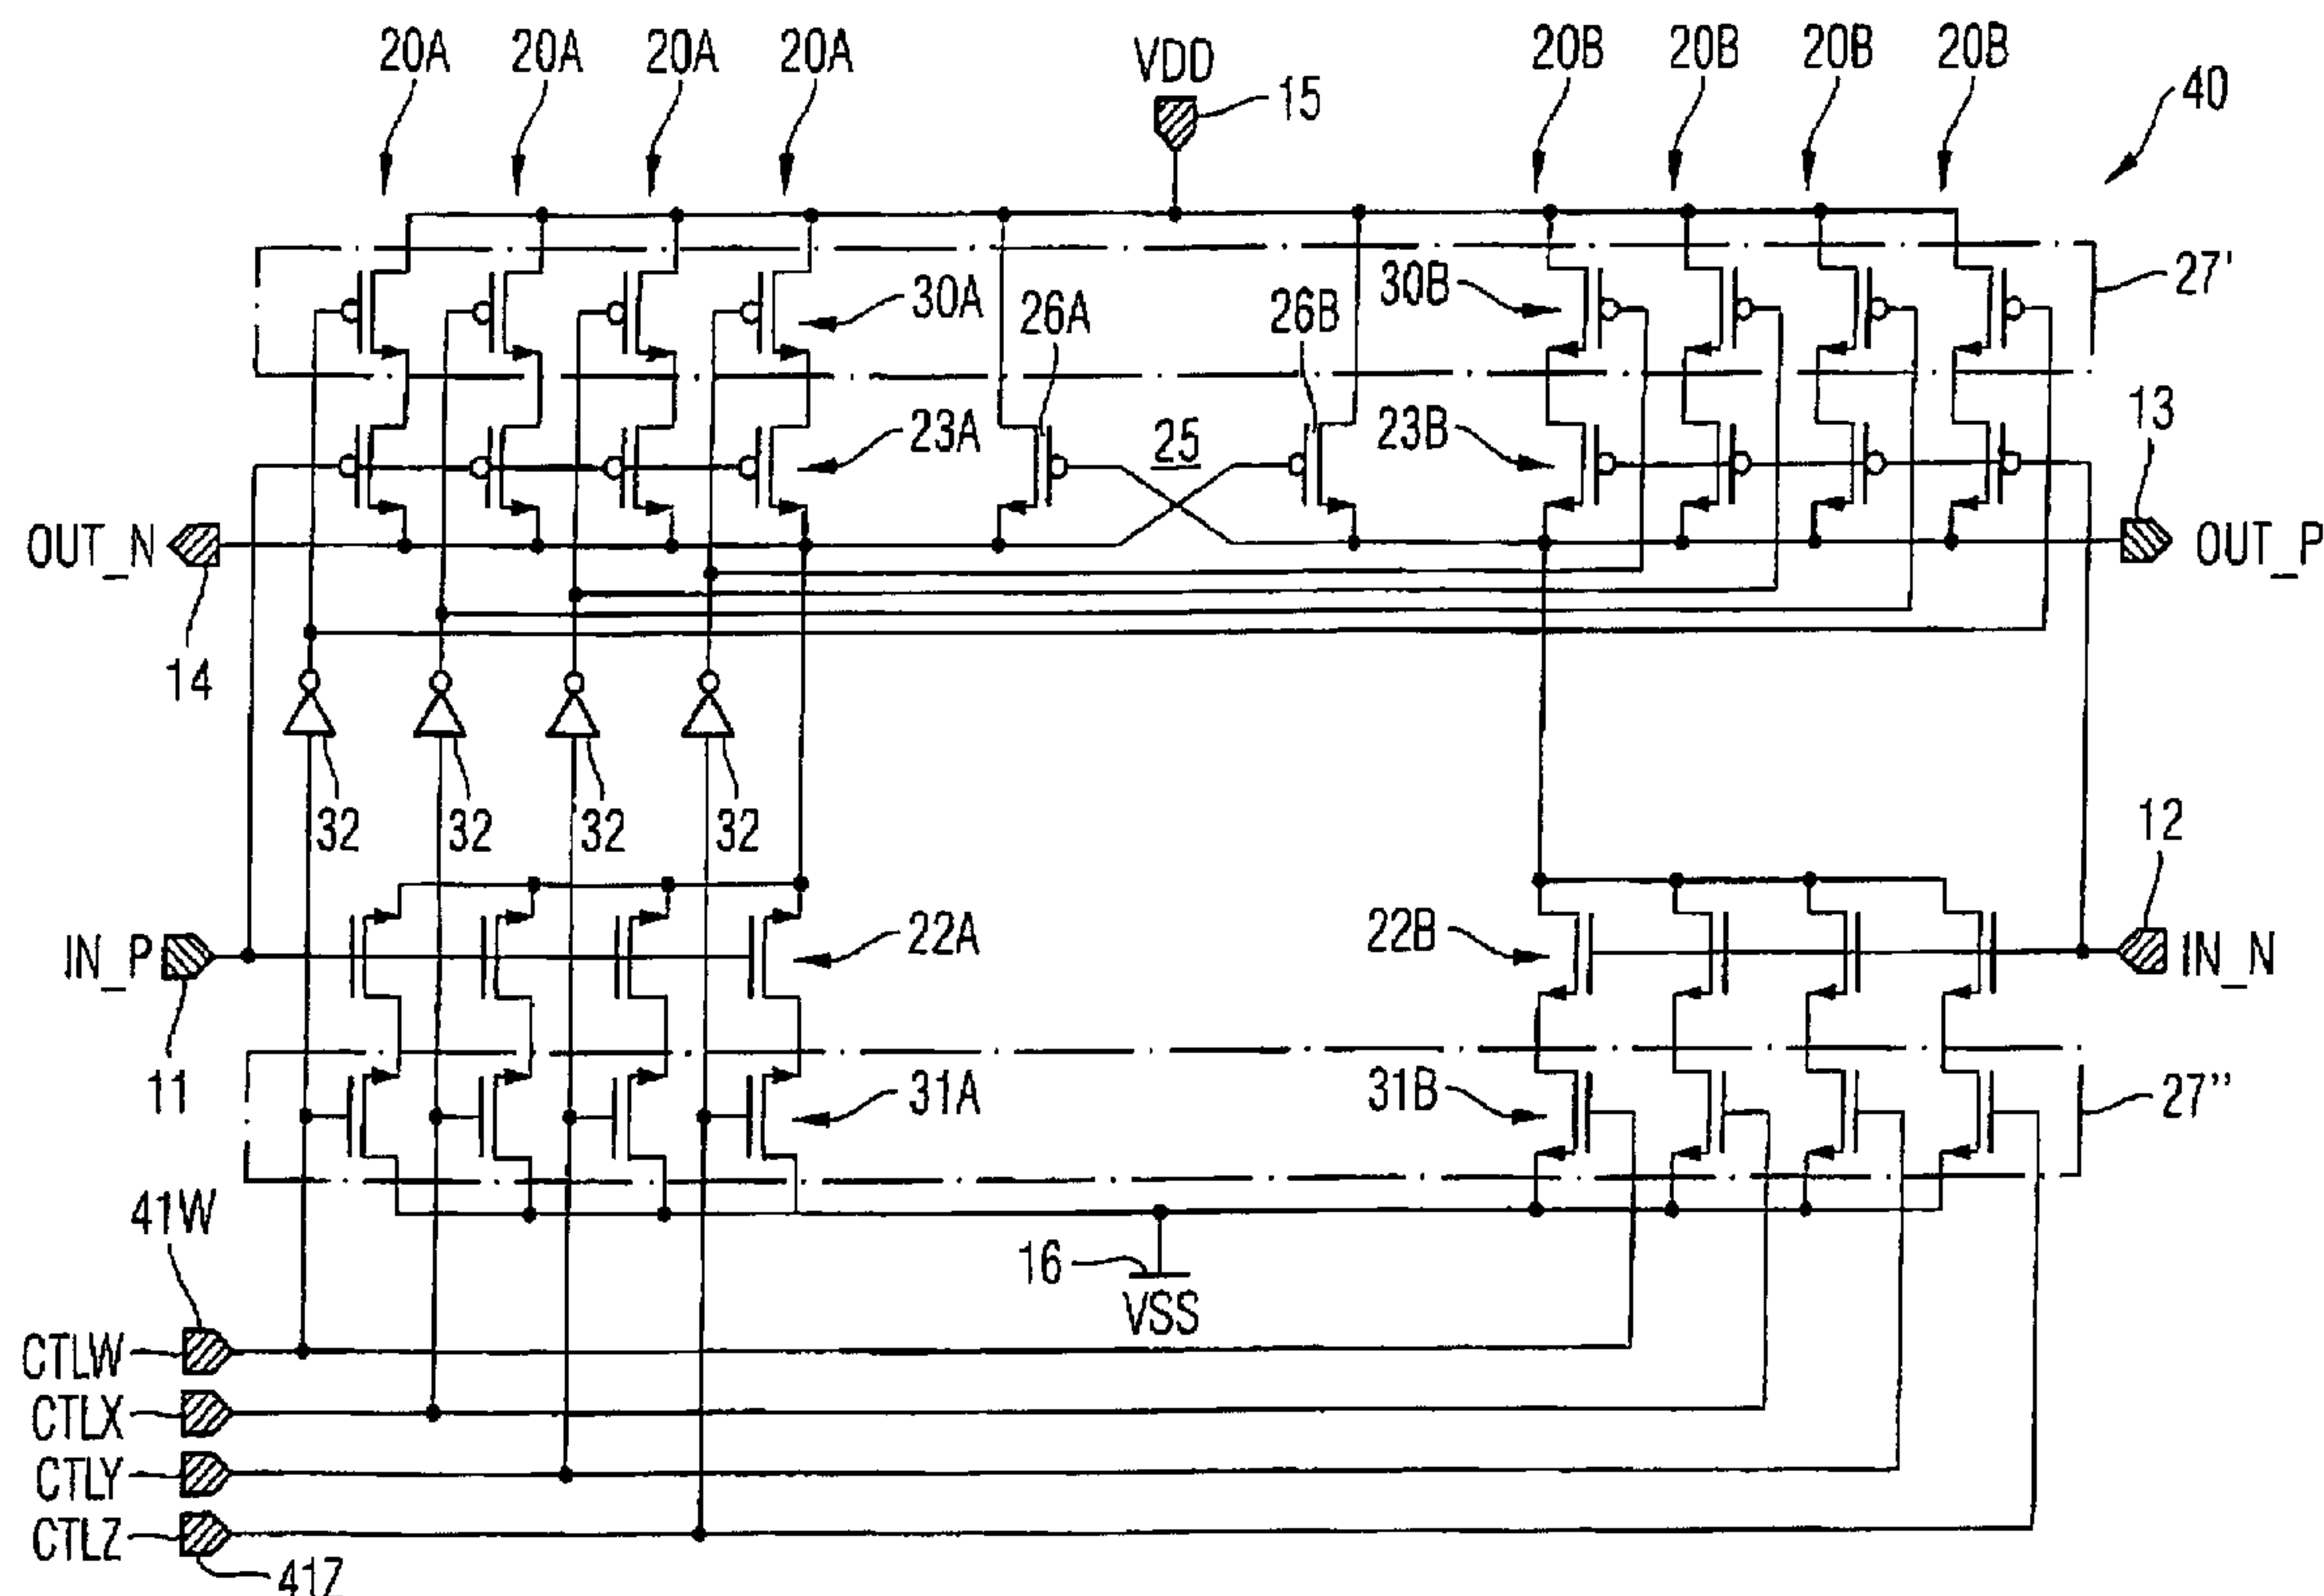 20A 20A 20A 20A VDD 20B 20B 20B 20B
15 40
30A 26A 26B 30B 27'
23A 25 23B 13
OUT_N OUT_P
14
32 32 32 32 12
IN_P 22A 22B IN_N
11 31A 31B 27''
41W 16
VSS
CTLW
CTLX
CTLY
CTLZ
41Z